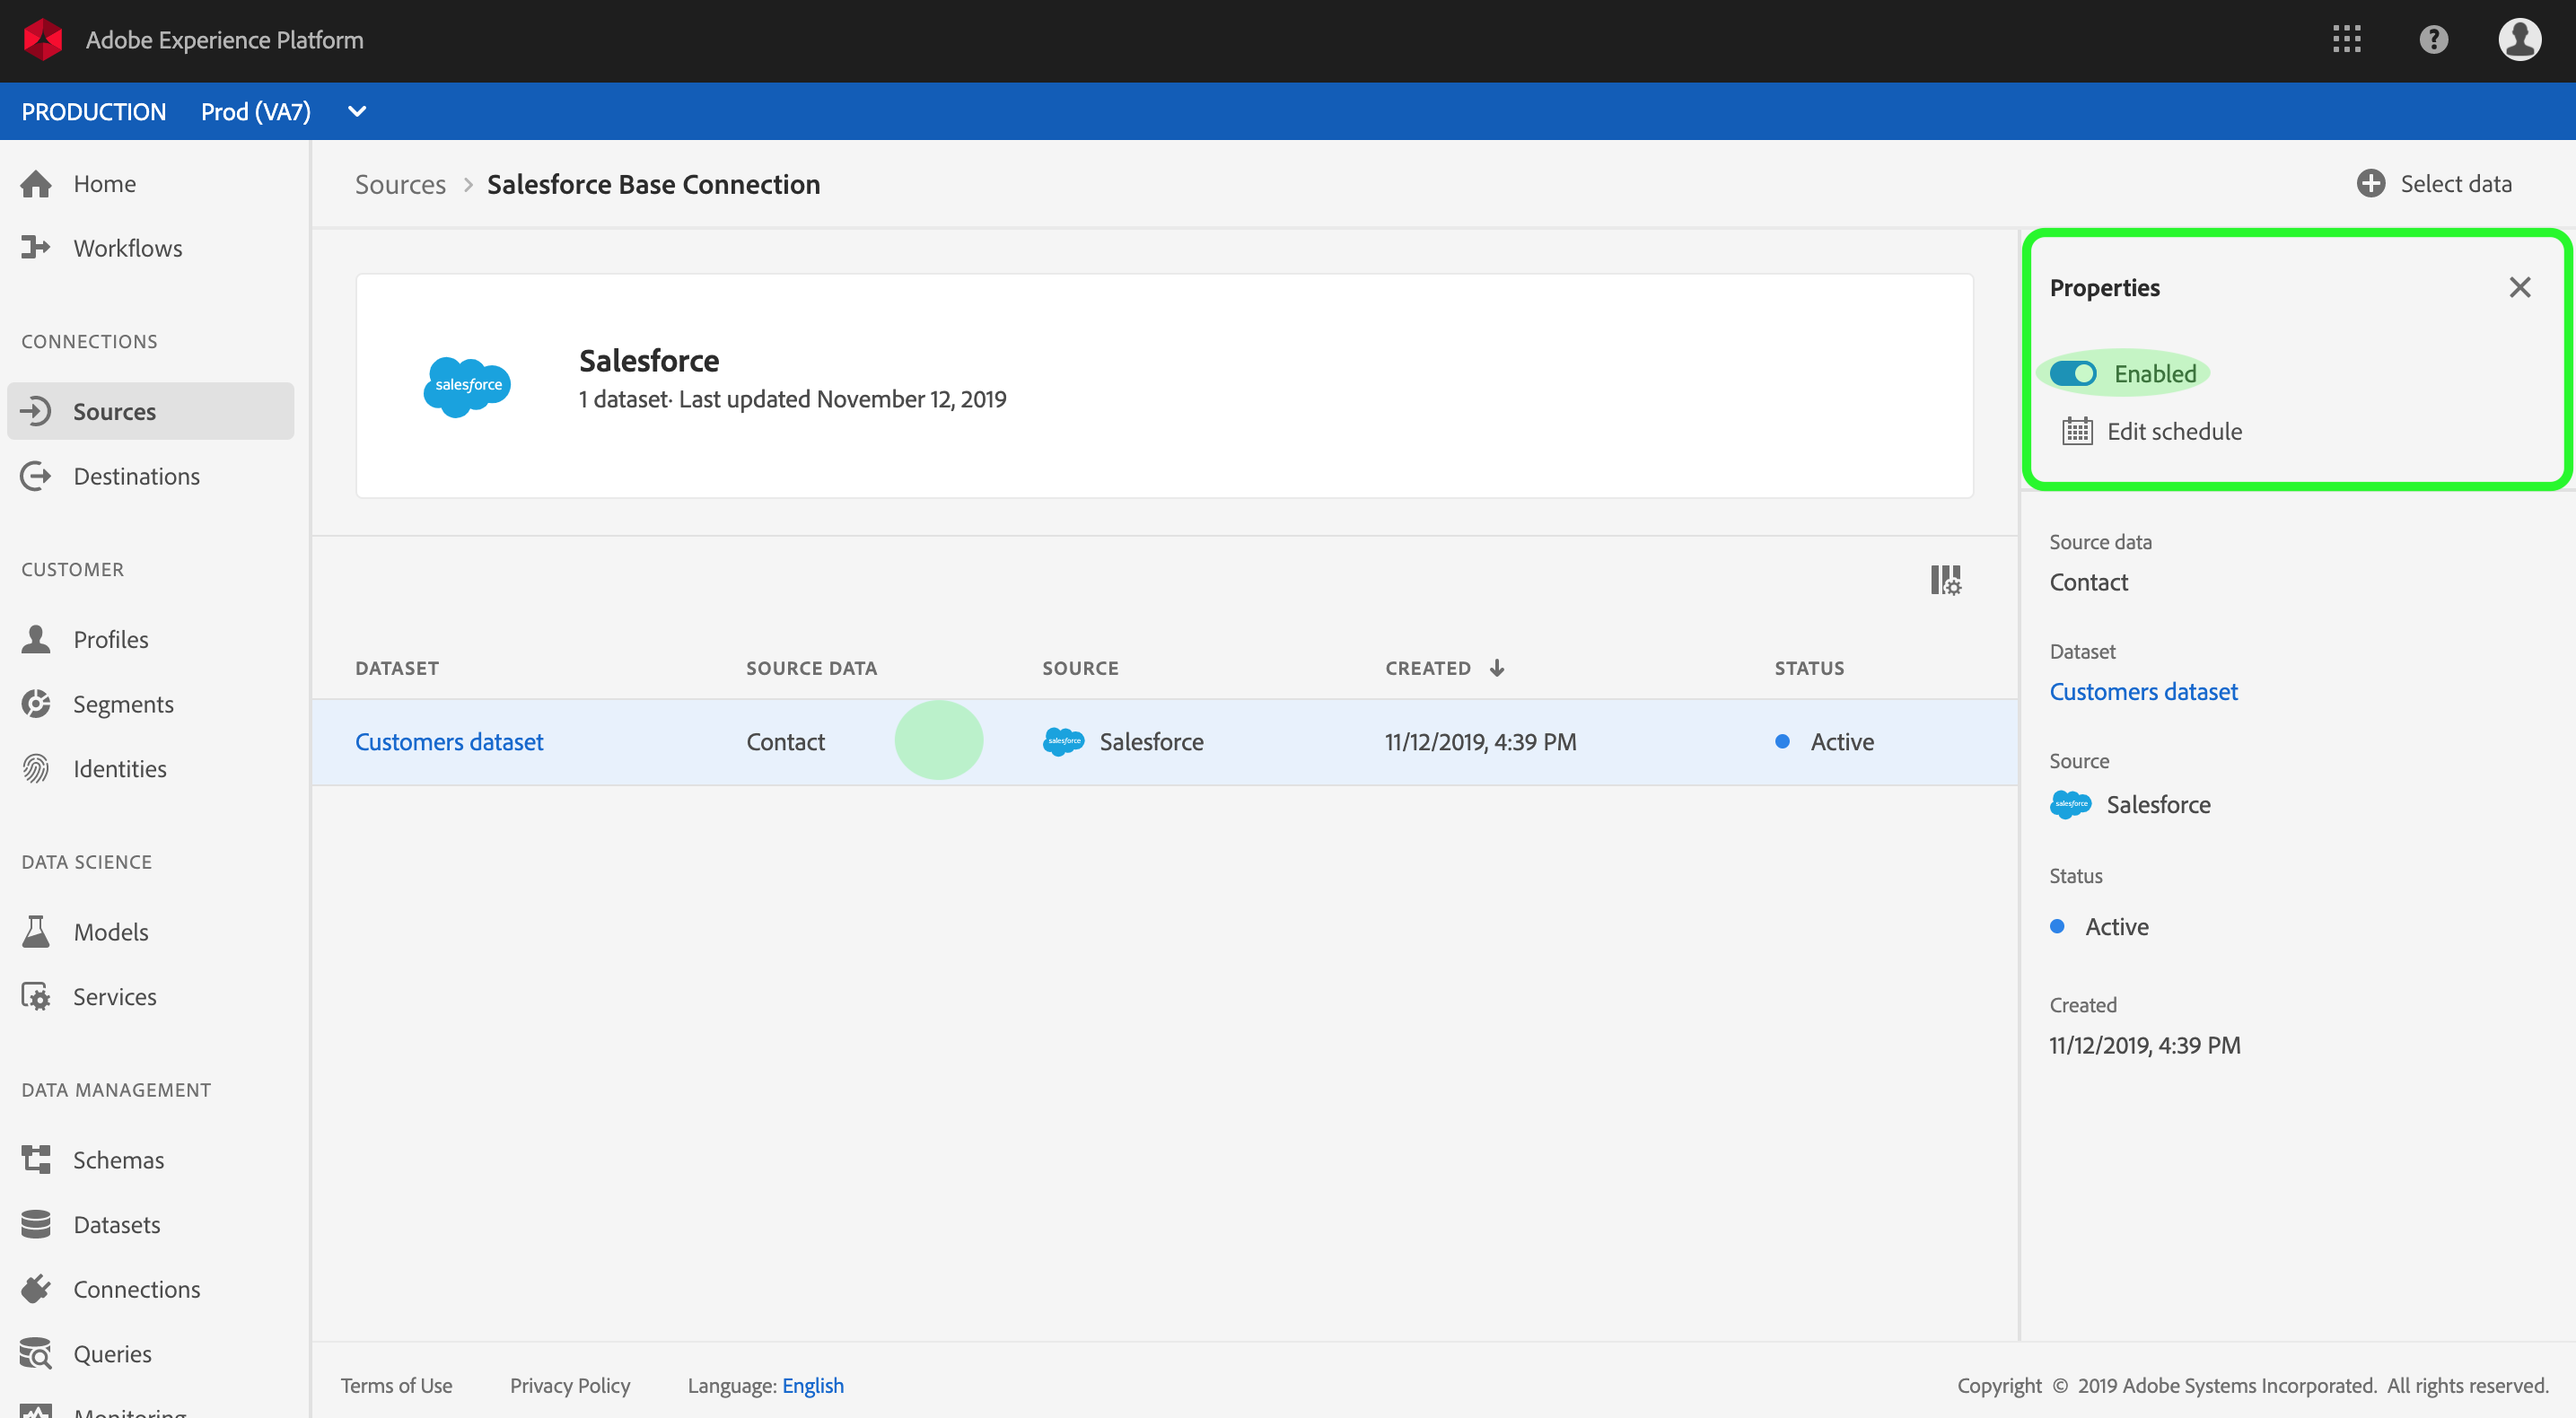 Adobe Experience Platform
?
PRODUCTION Prod (VA7)
Home
Workflows
CONNECTIONS
Sources
Destinations
CUSTOMER
Profiles
Segments
Identities
DATA SCIENCE
Models
Services
DATA MANAGEMENT
Schemas
Datasets
Connections
Queries
Monitoring
Sources > Salesforce Base Connection
Select data
salesforce
Salesforce
1 dataset· Last updated November 12, 2019
DATASET SOURCE DATA SOURCE CREATED STATUS
Customers dataset Contact salesforce Salesforce 11/12/2019, 4:39 PM Active
Properties
Enabled
Edit schedule
Source data
Contact
Dataset
Customers dataset
Source
salesforce Salesforce
Status
Active
Created
11/12/2019, 4:39 PM
Terms of Use Privacy Policy Language: English
Copyright © 2019 Adobe Systems Incorporated. All rights reserved.